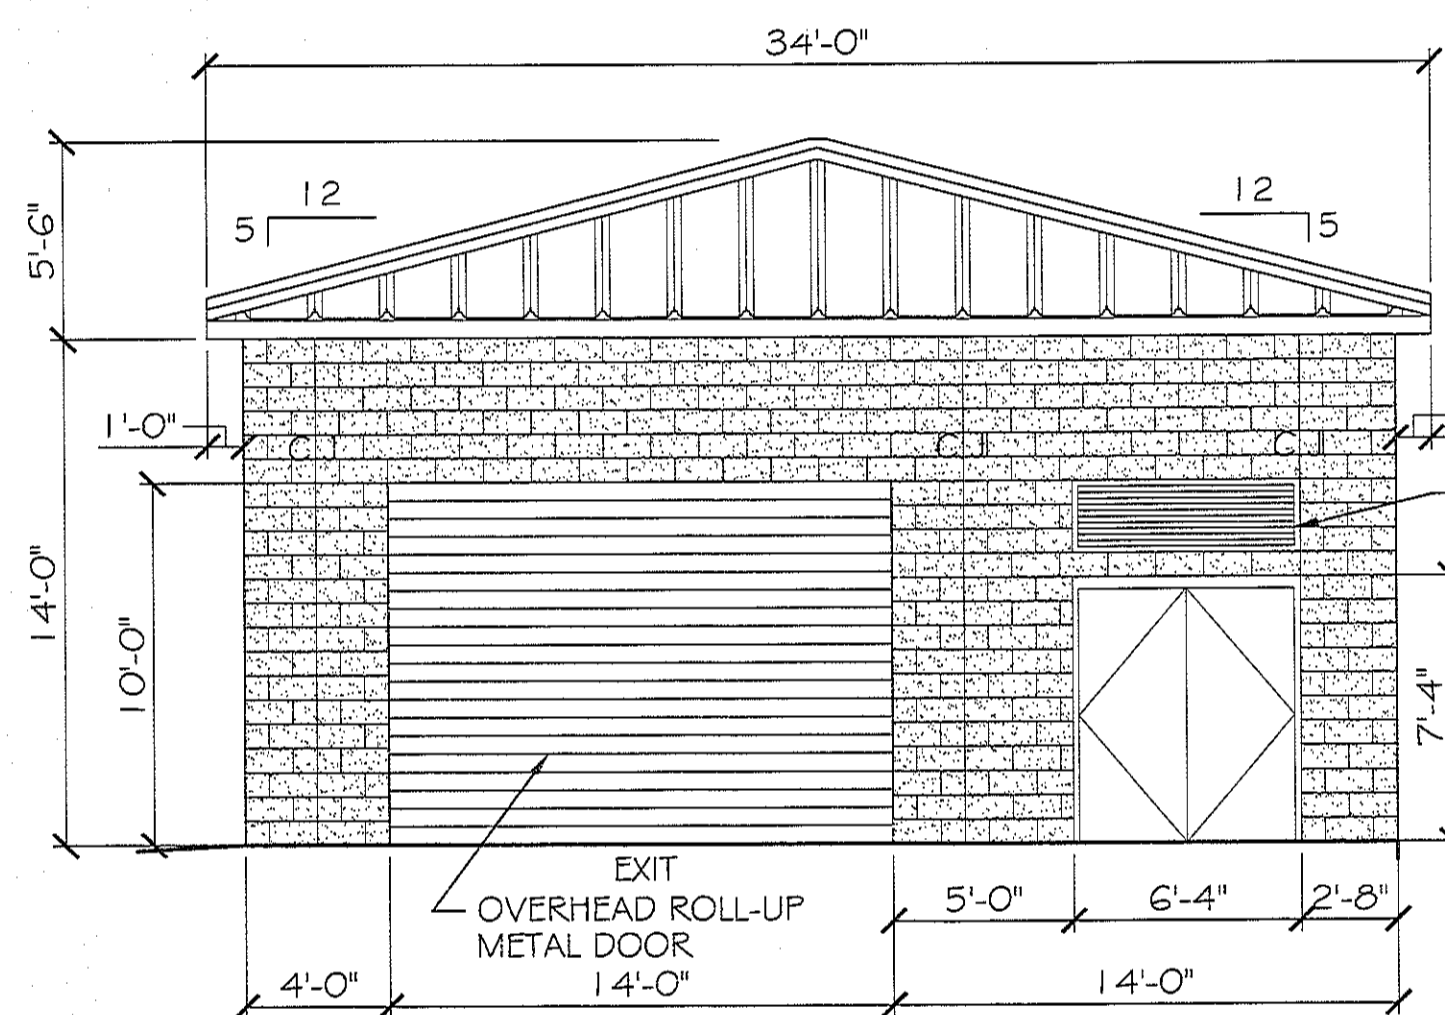 34'-0"
12
5
12
5
5'-6"
1'-0"
CJ
CJ
CJ
14'-0"
10'-0"
7'-4"
EXIT
OVERHEAD ROLL-UP
METAL DOOR
5'-0"
6'-4"
2'-8"
4'-0"
14'-0"
14'-0"